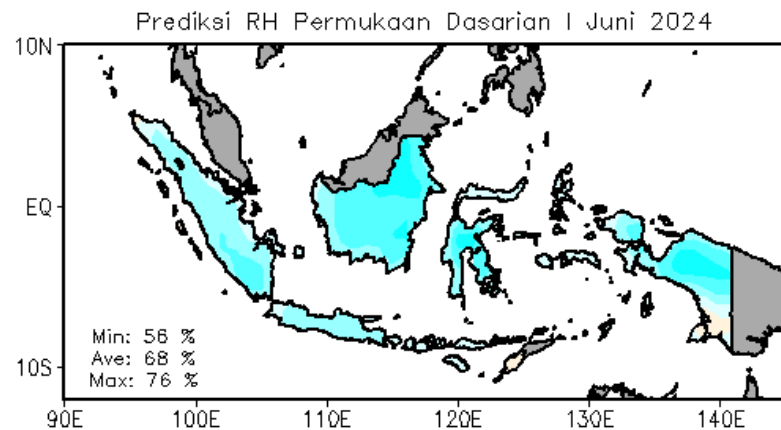 Prediksi RH Permukaan Dasarian I Juni 2024
10N
EQ
10S
Min: 56 %
Ave: 68 %
Max: 76 %
90E 100E 110E 120E 130E 140E